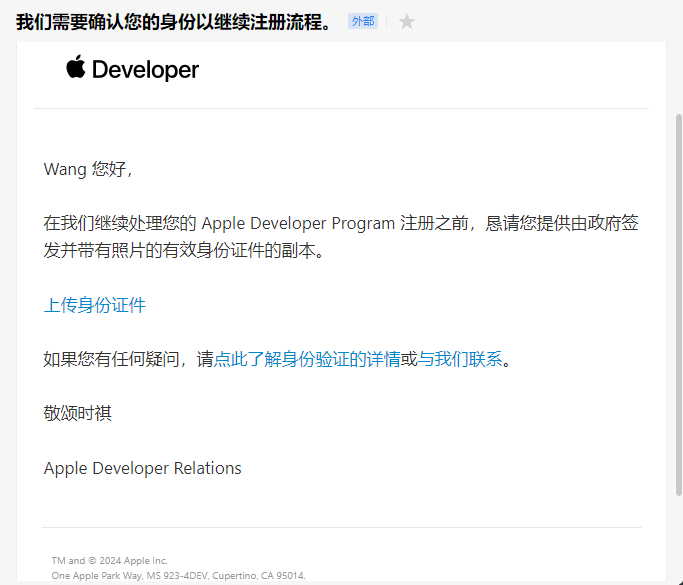 我们需要确认您的身份以继续注册流程。 外部
Developer
Wang 您好，
在我们继续处理您的 Apple Developer Program 注册之前，恳请您提供由政府签
发并带有照片的有效身份证件的副本。
上传身份证件
如果您有任何疑问，请点此了解身份验证的详情或与我们联系。
敬颂时祺
Apple Developer Relations
TM and © 2024 Apple Inc.
One Apple Park Way, MS 923-4DEV, Cupertino, CA 95014.